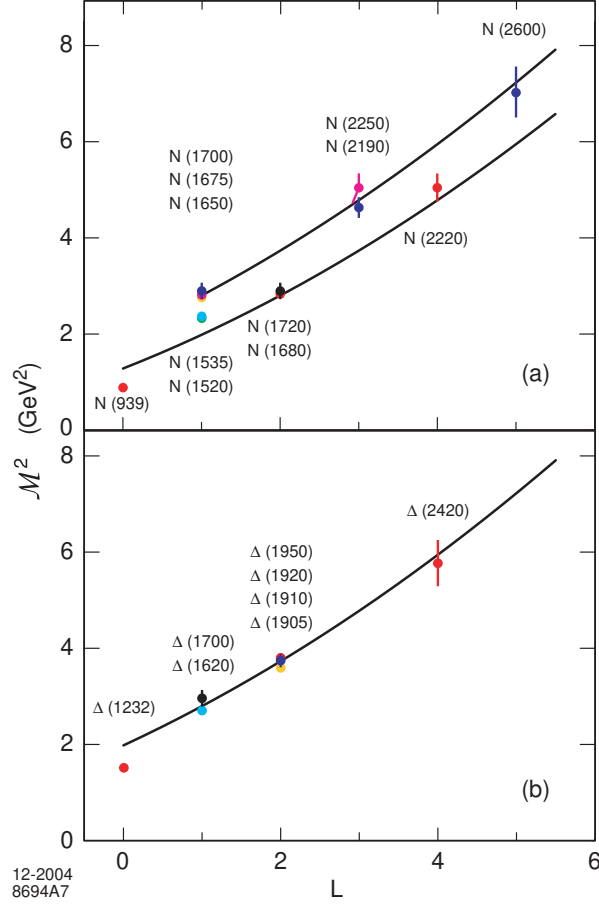 8
N (2600)
N (2250)
N (2190)
N (1700)
N (1675)
N (1650)
6
4
N (2220)
2
N (1720)
N (1680)
N (1535)
N (1520)
(a)
N (939)
0
M² (GeV²)
8
Δ (2420)
6
Δ (1950)
Δ (1920)
Δ (1910)
Δ (1905)
4
Δ (1700)
Δ (1620)
Δ (1232)
2
(b)
0
0 2 4 6
L
12-2004
8694A7